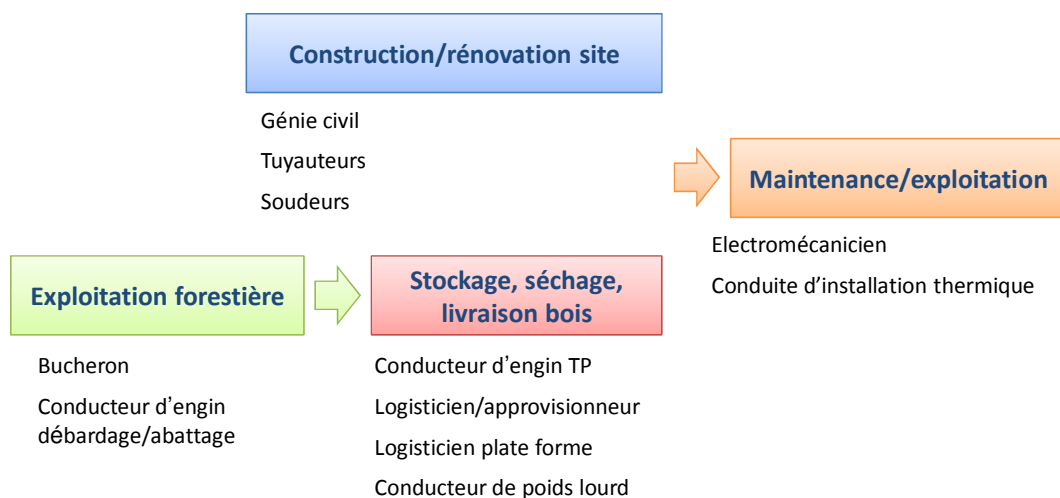 Construction/rénovation site
Génie civil
Tuyauteurs
Soudeurs
Maintenance/exploitation
Electromécanicien
Conduite d’installation thermique
Exploitation forestière
Bucheron
Conducteur d’engin
débardage/abattage
Stockage, séchage,
livraison bois
Conducteur d’engin TP
Logisticien/approvisionneur
Logisticien plate forme
Conducteur de poids lourd